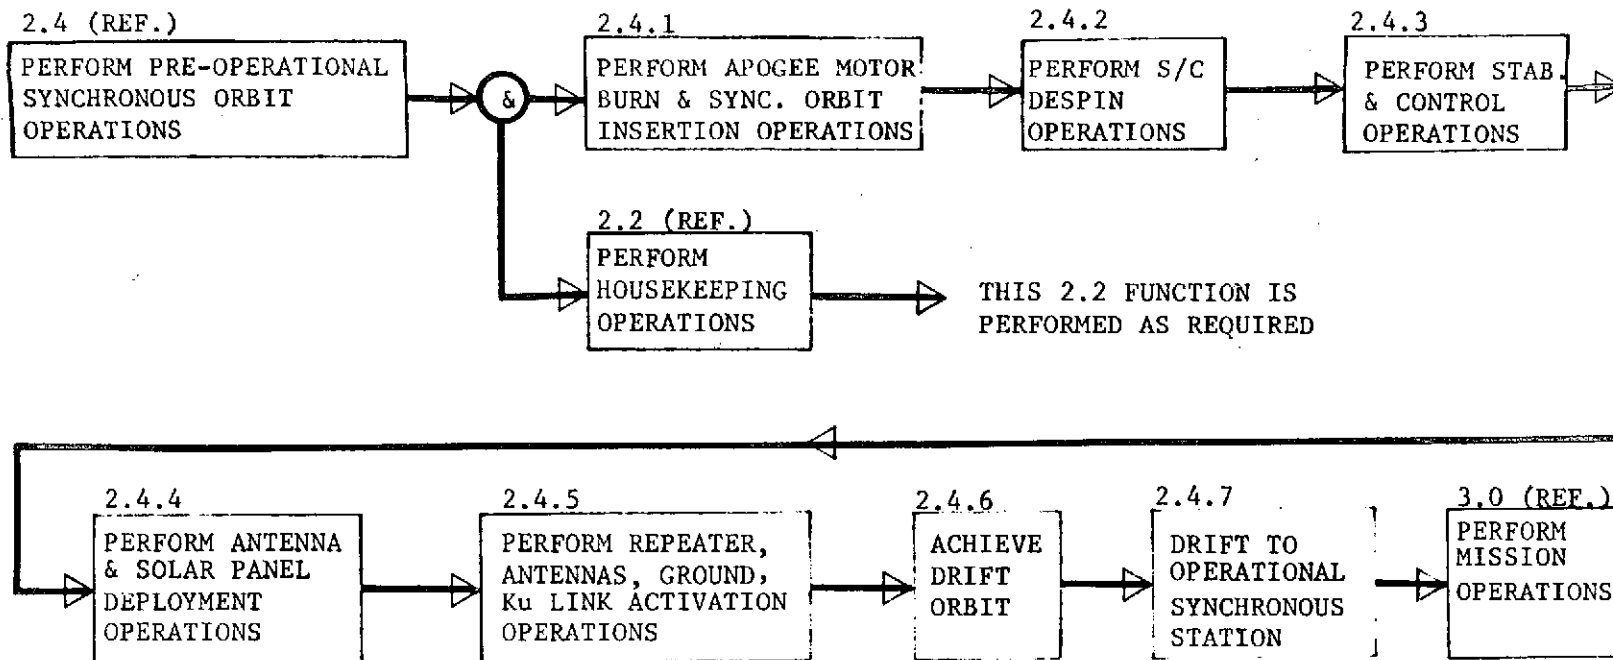 2.4 (REF.)
PERFORM PRE-OPERATIONAL
SYNCHRONOUS ORBIT
OPERATIONS
&
2.4.1
PERFORM APOGEE MOTOR
BURN & SYNC. ORBIT
INSERTION OPERATIONS
2.4.2
PERFORM S/C
DESPIN
OPERATIONS
2.4.3
PERFORM STAB.
& CONTROL
OPERATIONS
2.2 (REF.)
PERFORM
HOUSEKEEPING
OPERATIONS
THIS 2.2 FUNCTION IS
PERFORMED AS REQUIRED
2.4.4
PERFORM ANTENNA
& SOLAR PANEL
DEPLOYMENT
OPERATIONS
2.4.5
PERFORM REPEATER,
ANTENNAS, GROUND,
Ku LINK ACTIVATION
OPERATIONS
2.4.6
ACHIEVE
DRIFT
ORBIT
2.4.7
DRIFT TO
OPERATIONAL
SYNCHRONOUS
STATION
3.0 (REF.)
PERFORM
MISSION
OPERATIONS